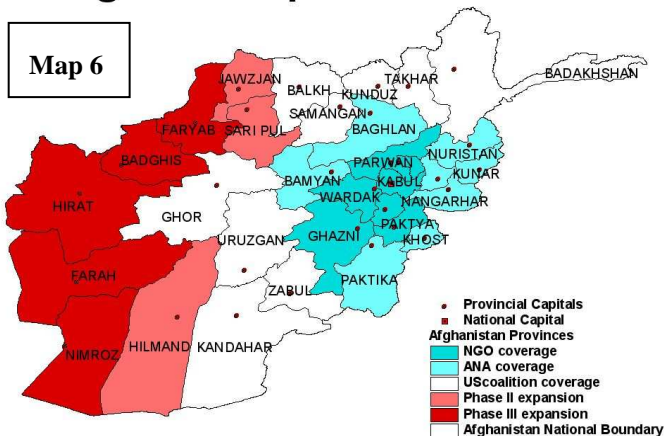 Map 6
JAWZJAN
BALKH
KUNDUZ
TAKHAR
BADAKHSHAN
SAMANGAN
FARYAB
SARI PUL
BAGHLAN
BADGHIS
PARWAN
NURISTAN
BAMYAN
KABUL
KUNAR
HIRAT
WARDAK
NANGARHAR
GHOR
PAKTYA
URUZGAN
GHAZNI
KHOST
FARAH
PAKTIKA
ZABUL
NIMROZ
HILMAND
KANDAHAR
Provincial Capitals
National Capital
Afghanistan Provinces
NGO coverage
ANA coverage
UScoalition coverage
Phase II expansion
Phase III expansion
Afghanistan National Boundary